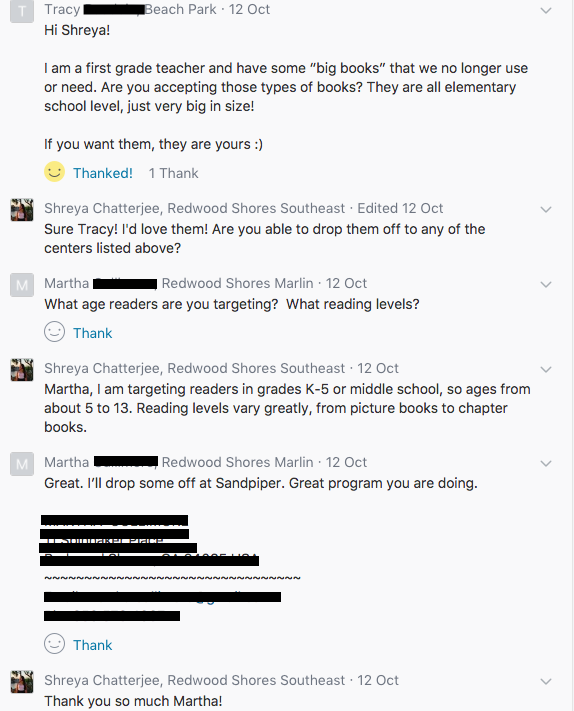 T Tracy Beach Park · 12 Oct
Hi Shreya!
I am a first grade teacher and have some “big books” that we no longer use
or need. Are you accepting those types of books? They are all elementary
school level, just very big in size!
If you want them, they are yours :)
Thanked! 1 Thank
Shreya Chatterjee, Redwood Shores Southeast · Edited 12 Oct
Sure Tracy! I'd love them! Are you able to drop them off to any of the
centers listed above?
M Martha Redwood Shores Marlin · 12 Oct
What age readers are you targeting?  What reading levels?
Thank
Shreya Chatterjee, Redwood Shores Southeast · 12 Oct
Martha, I am targeting readers in grades K-5 or middle school, so ages from
about 5 to 13. Reading levels vary greatly, from picture books to chapter
books.
M Martha Redwood Shores Marlin · 12 Oct
Great. I’ll drop some off at Sandpiper. Great program you are doing.
~~~~~~~~~~~~~~~~~~~~~~~~~~~~~~~~
Thank
Shreya Chatterjee, Redwood Shores Southeast · 12 Oct
Thank you so much Martha!